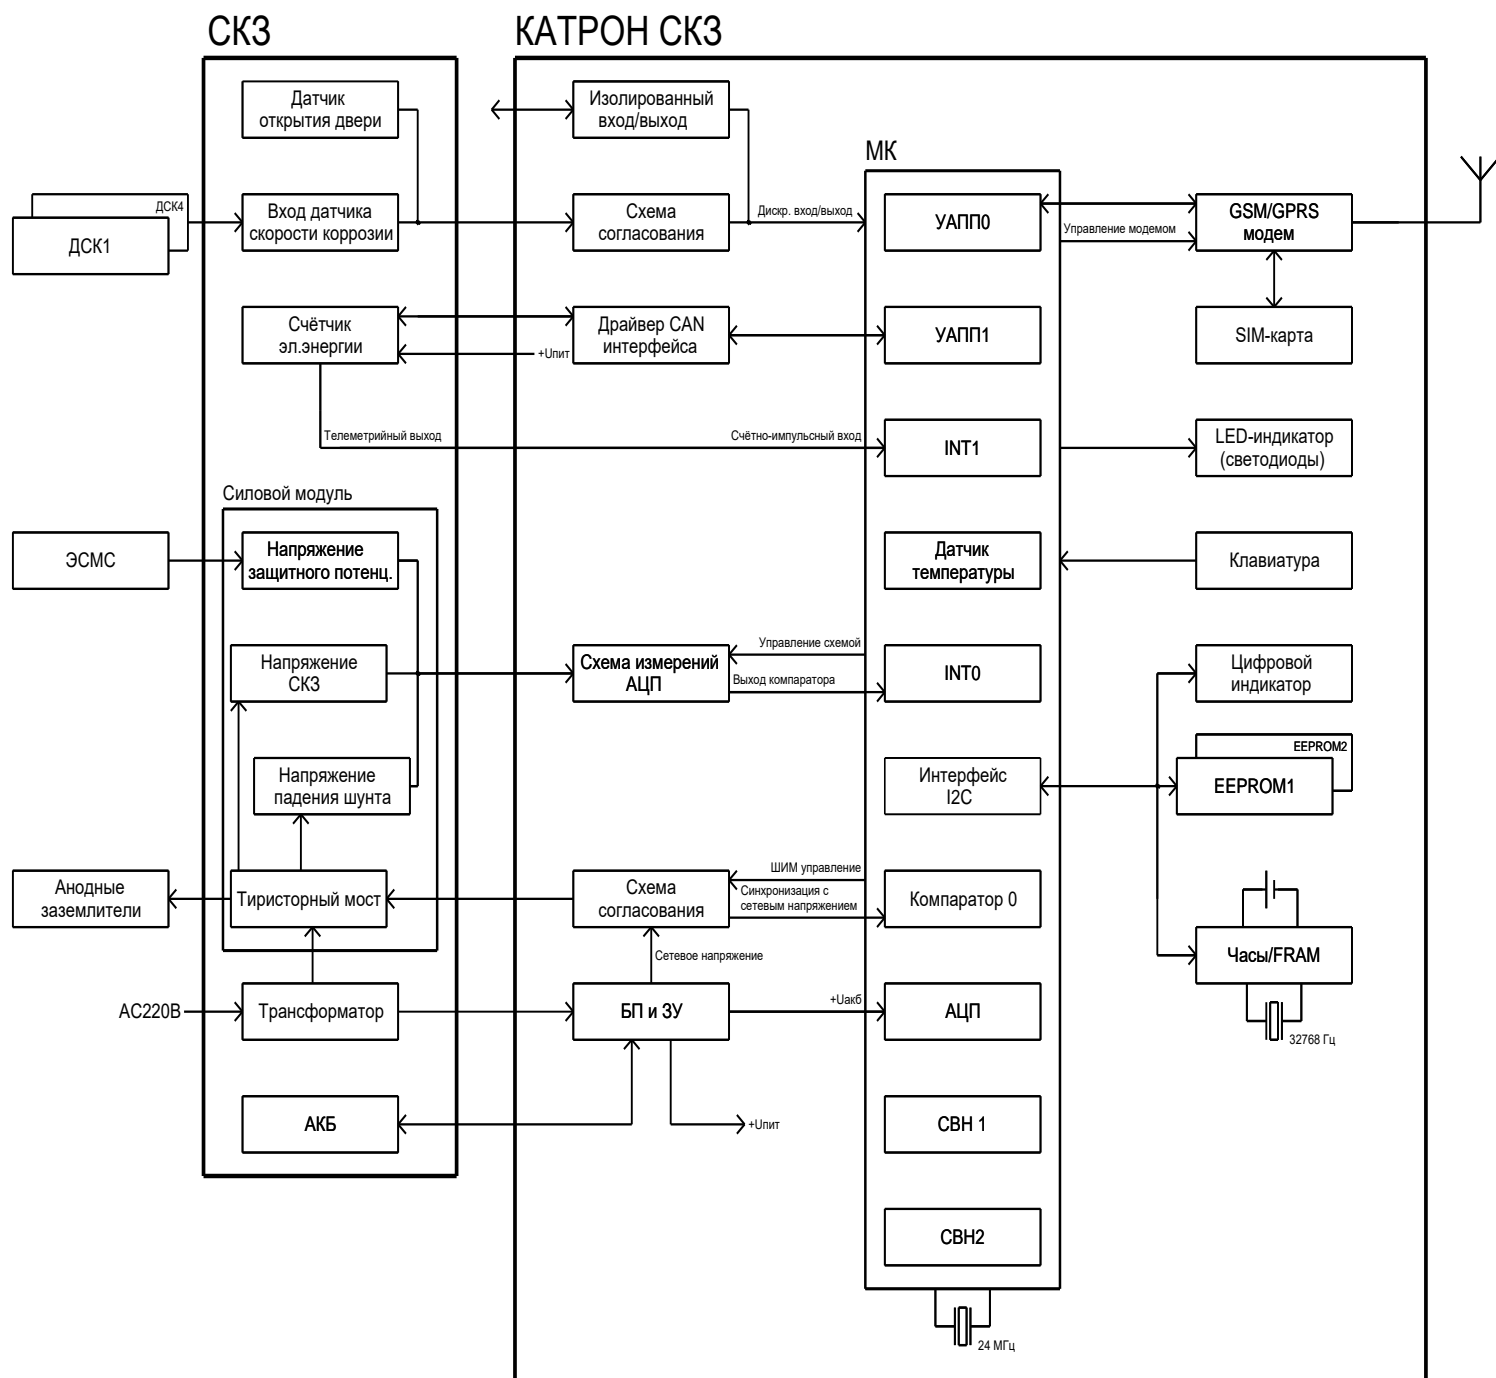 СКЗ
КАТРОН СКЗ
Датчик
открытия двери
Изолированный
вход/выход
МК
ДСК4
ДСК1
Вход датчика
скорости коррозии
Схема
согласования
Дискр. вход/выход
УАПП0
Управление модемом
GSM/GPRS
модем
Счётчик
эл.энергии
+Uпит
Драйвер CAN
интерфейса
УАПП1
SIM-карта
Телеметрийный выход
Счётно-импульсный вход
INT1
LED-индикатор
(светодиоды)
Силовой модуль
ЭСМС
Напряжение
защитного потенц.
Датчик
температуры
Клавиатура
Напряжение
СКЗ
Схема измерений
АЦП
Управление схемой
Выход компаратора
INT0
Цифровой
индикатор
Напряжение
падения шунта
Интерфейс
I2C
EEPROM2
EEPROM1
Анодные
заземлители
Тиристорный мост
Схема
согласования
ШИМ управление
Синхронизация с
сетевым напряжением
Компаратор 0
Часы/FRAM
Сетевое напряжение
АС220В
Трансформатор
БП и ЗУ
+Uакб
АЦП
32768 Гц
АКБ
+Uпит
СВН 1
СВН2
24 МГц